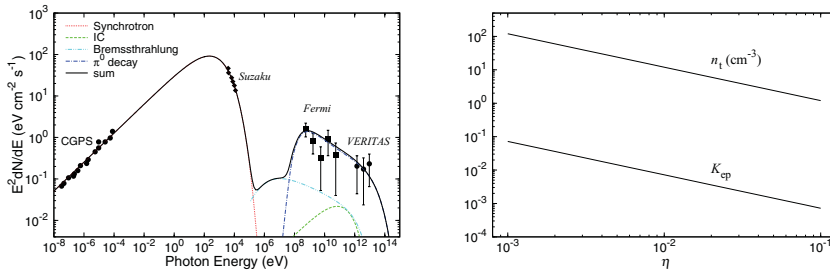 E²dN/dE (eV cm⁻² s⁻¹)
10³
10²
10¹
10⁰
10⁻¹
10⁻²
Synchrotron
IC
Bremssthrahlung
π⁰ decay
sum
Suzaku
Fermi
CGPS
VERITAS
10⁻⁸ 10⁻⁶ 10⁻⁴ 10⁻² 10⁰ 10² 10⁴ 10⁶ 10⁸ 10¹⁰ 10¹² 10¹⁴
Photon Energy (eV)
10²
10¹
10⁰
10⁻¹
10⁻²
10⁻³
10⁻⁴
nₜ (cm⁻³)
Kₑₚ
10⁻³ 10⁻² 10⁻¹
η